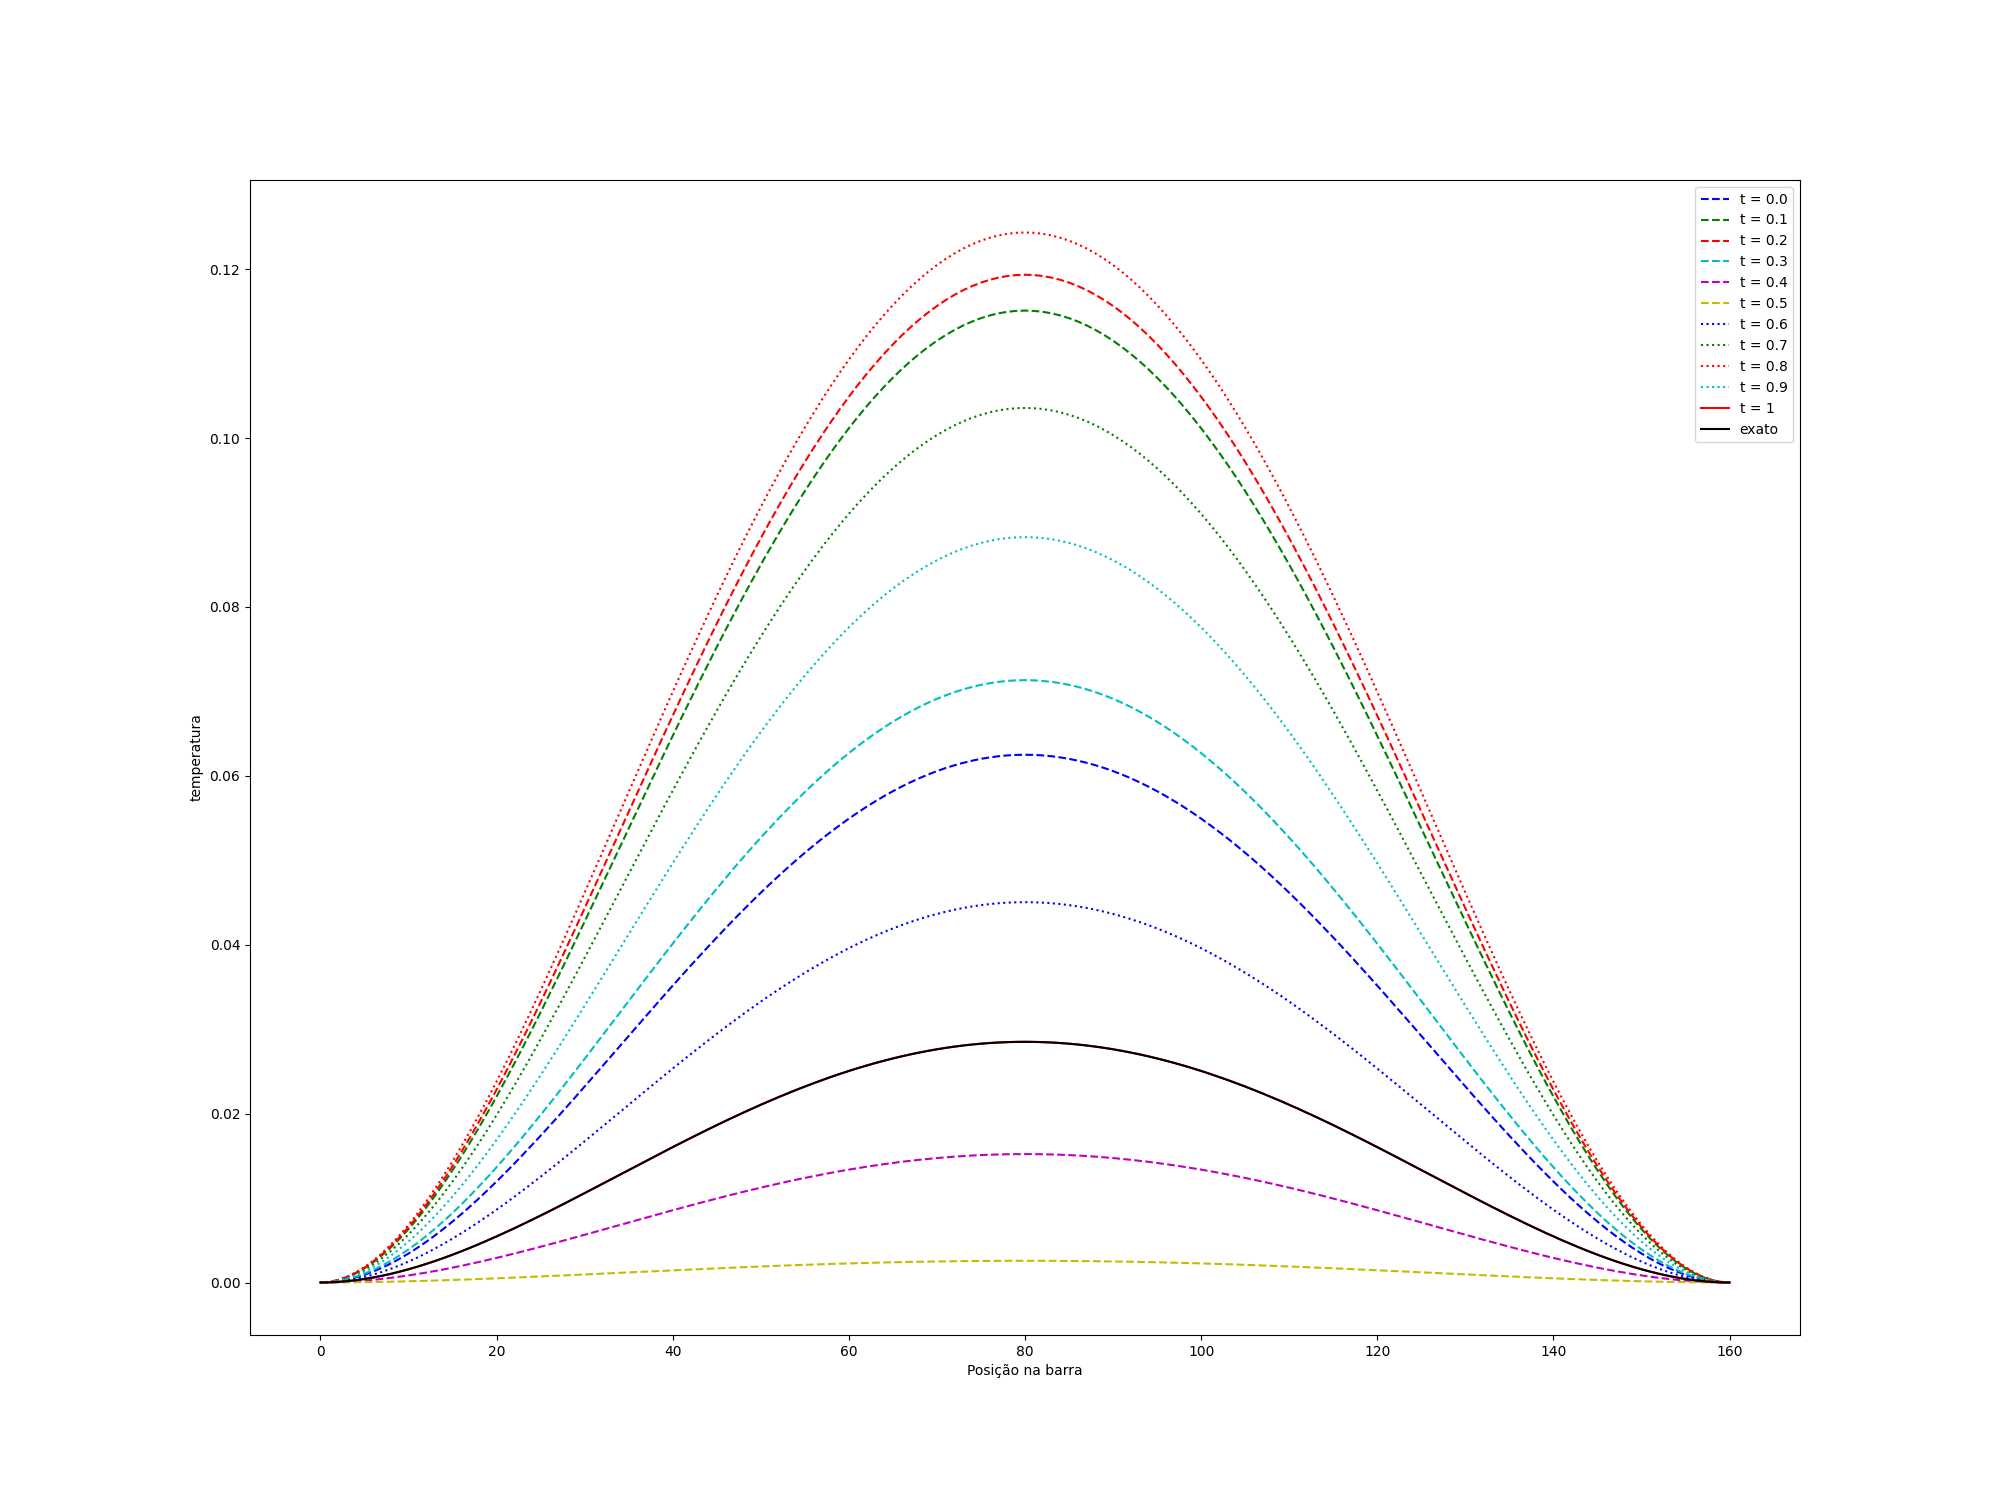 t = 0.0
t = 0.1
t = 0.2
t = 0.3
t = 0.4
t = 0.5
t = 0.6
t = 0.7
t = 0.8
t = 0.9
t = 1
exato
0.12
0.10
0.08
0.06
0.04
0.02
0.00
temperatura
0 20 40 60 80 100 120 140 160
Posição na barra